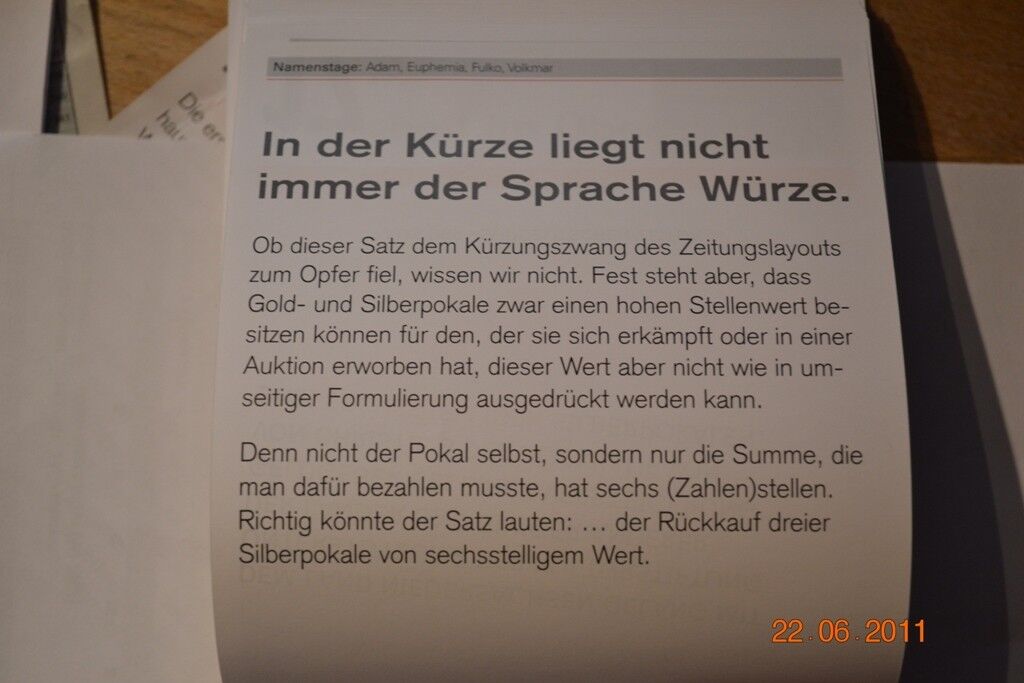 Namenstage: Adam, Euphemia, Fulko, Volkmar
Die
In der Kürze liegt nicht
immer der Sprache Würze.
Ob dieser Satz dem Kürzungszwang des Zeitungslayouts
zum Opfer fiel, wissen wir nicht. Fest steht aber, dass
Gold- und Silberpokale zwar einen hohen Stellenwert be-
sitzen können für den, der sie sich erkämpft oder in einer
Auktion erworben hat, dieser Wert aber nicht wie in um-
seitiger Formulierung ausgedrückt werden kann.
Denn nicht der Pokal selbst, sondern nur die Summe, die
man dafür bezahlen musste, hat sechs (Zahlen)stellen.
Richtig könnte der Satz lauten: ... der Rückkauf dreier
Silberpokale von sechsstelligem Wert.
22.06.2011